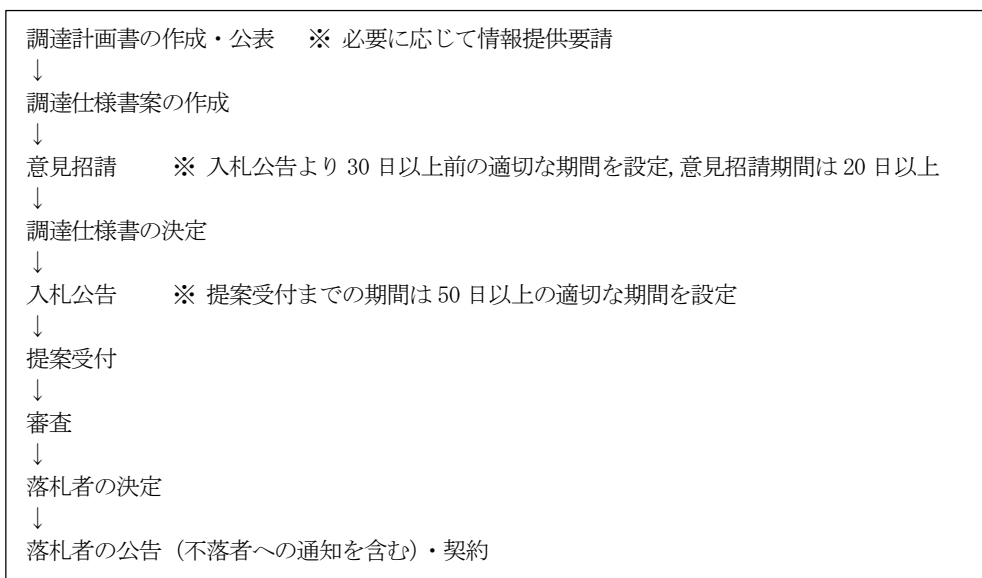 調達計画書の作成・公表　※ 必要に応じて情報提供要請
↓
調達仕様書案の作成
↓
意見招請　※ 入札公告より 30 日以上前の適切な期間を設定,意見招請期間は 20 日以上
↓
調達仕様書の決定
↓
入札公告　※ 提案受付までの期間は 50 日以上の適切な期間を設定
↓
提案受付
↓
審査
↓
落札者の決定
↓
落札者の公告（不落者への通知を含む）・契約